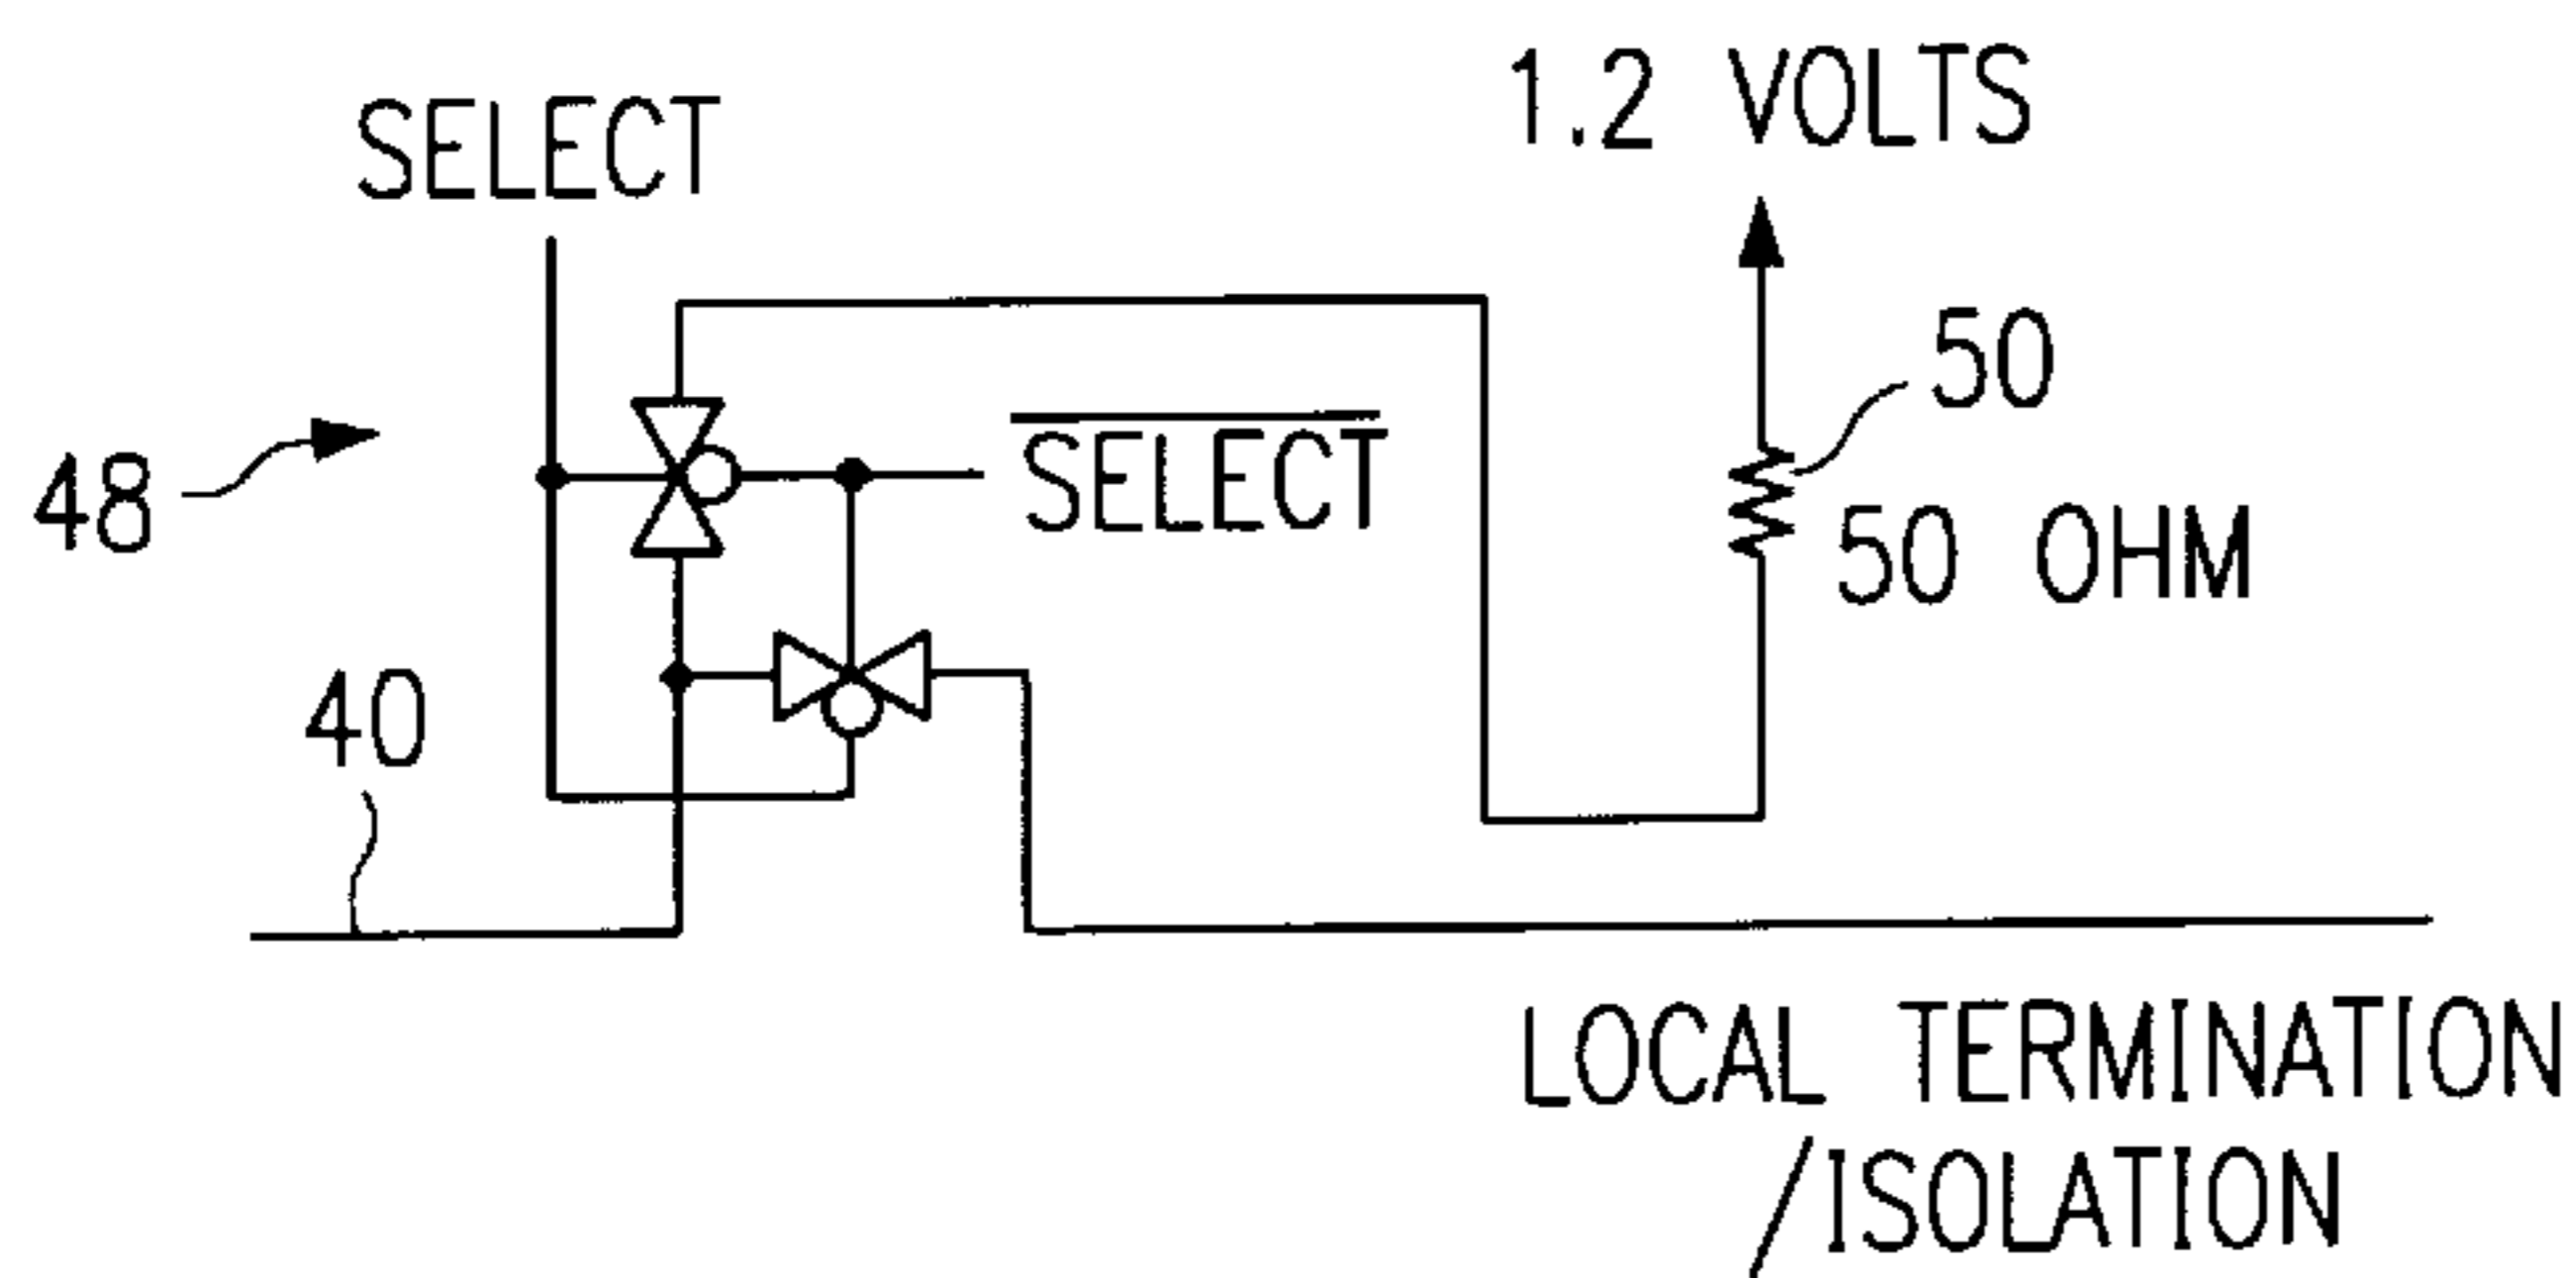 SELECT
1.2 VOLTS
50
SELECT
48
50 OHM
40
LOCAL TERMINATION
/ISOLATION